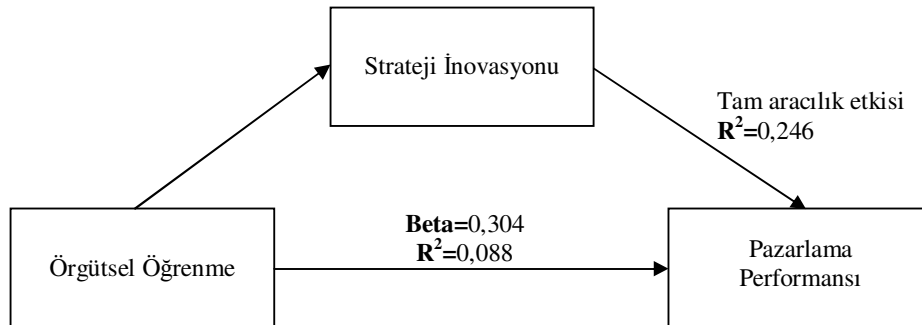 Strateji İnovasyonu
Tam aracılık etkisi
R²=0,246
Örgütsel Öğrenme
Beta=0,304
R²=0,088
Pazarlama
Performansı